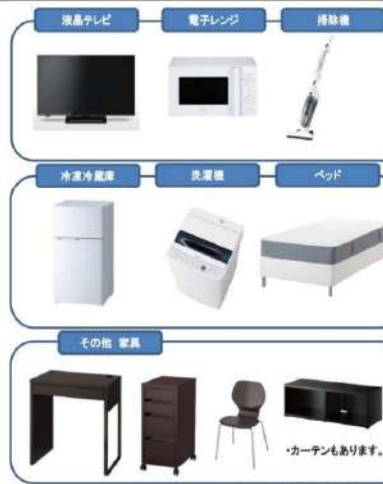 液晶テレビ
電子レンジ
掃除機
冷凍冷蔵庫
洗濯機
ベッド
その他 家具
・カーテンもあります。